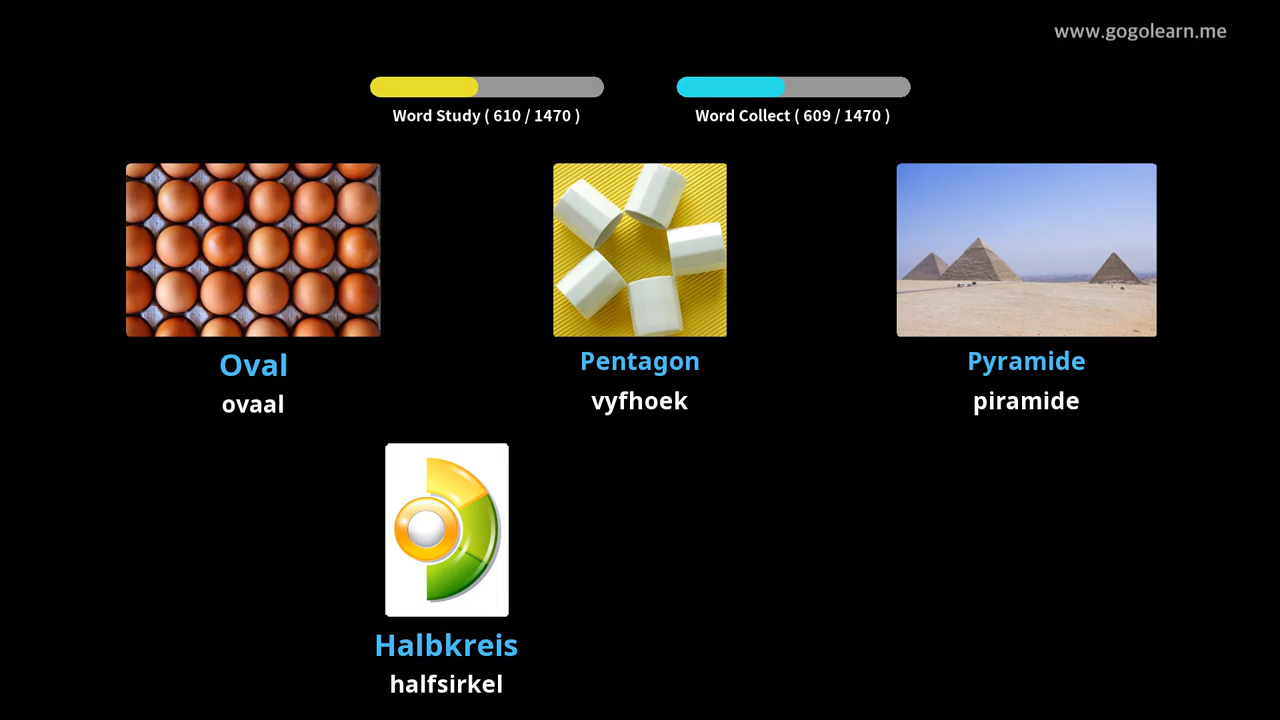 www.gogolearn.me
Word Study ( 610 / 1470 )
Word Collect ( 609 / 1470 )
Oval
ovaal
Pentagon
vyfhoek
Pyramide
piramide
Halbkreis
halfsirkel